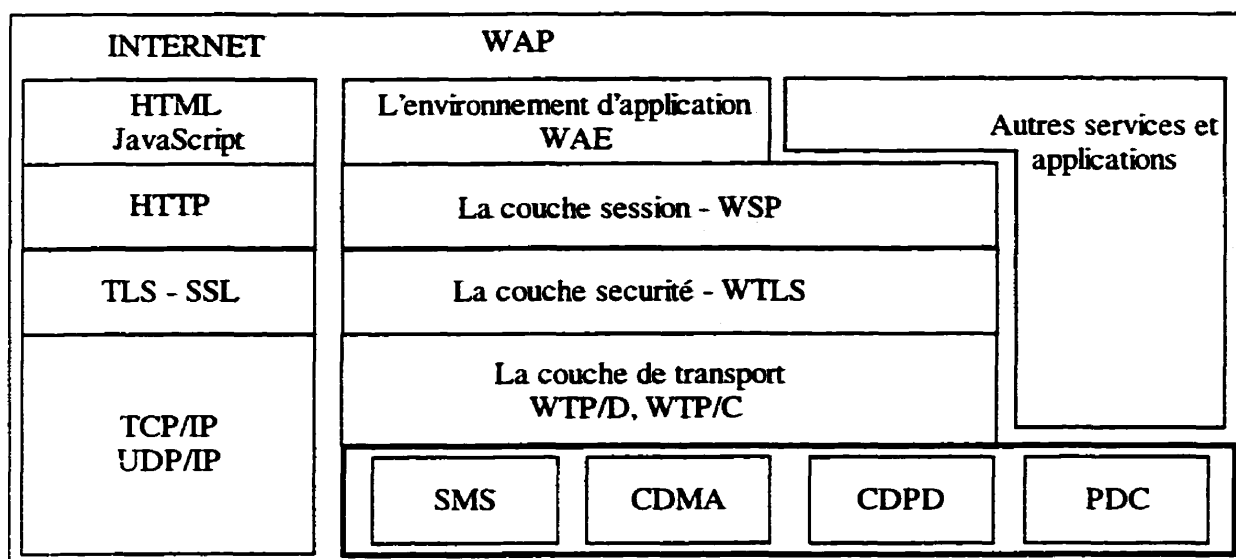 INTERNET
WAP
HTML
JavaScript
HTTP
TLS - SSL
TCP/IP
UDP/IP
L'environnement d'application
WAE
La couche session - WSP
La couche securité - WTLS
La couche de transport
WTP/D, WTP/C
Autres services et
applications
SMS
CDMA
CDPD
PDC